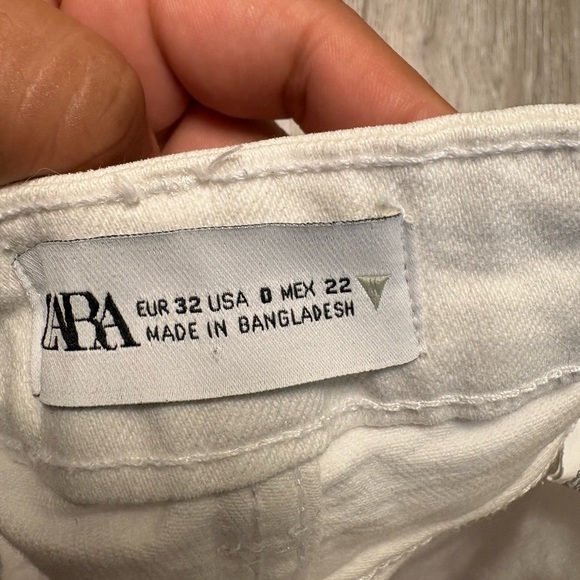 ZARA
EUR 32 USA 0 MEX 22
MADE IN BANGLADESH